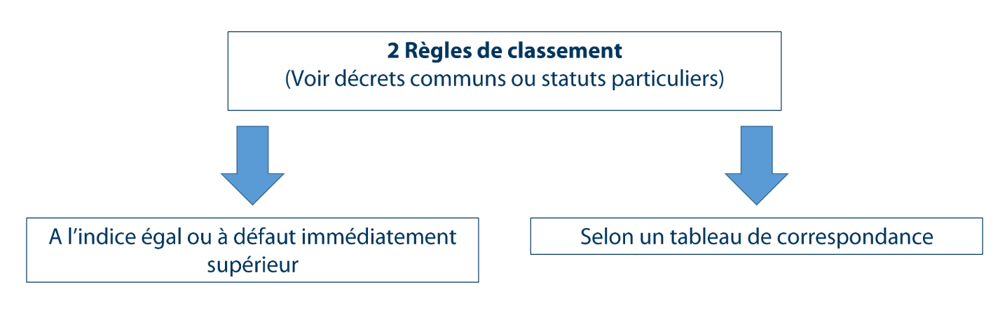 2 Règles de classement
(Voir décrets communs ou statuts particuliers)
A l’indice égal ou à défaut immédiatement
supérieur
Selon un tableau de correspondance